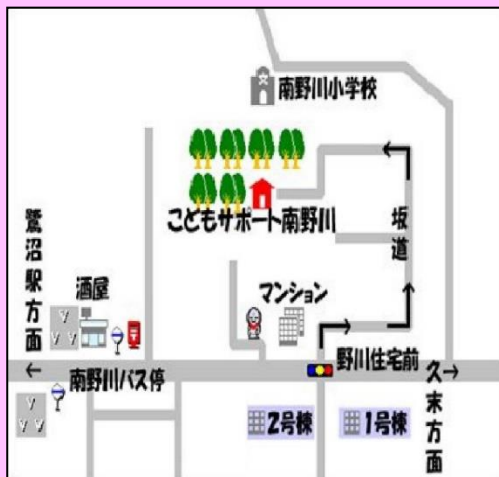 南野川小学校
こどもサポート南野川
坂道
鷺沼駅方面
酒屋
マンション
野川住宅前
←
南野川バス停
久末方面
→
2号棟
1号棟